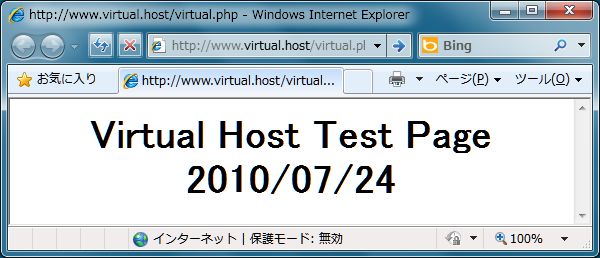 http://www.virtual.host/virtual.php - Windows Internet Explorer
http://www.virtual.host/virtual.pl
Bing
お気に入り
http://www.virtual.host/virtual...
ページ(P)
ツール(O)
Virtual Host Test Page
2010/07/24
インターネット | 保護モード: 無効
100%